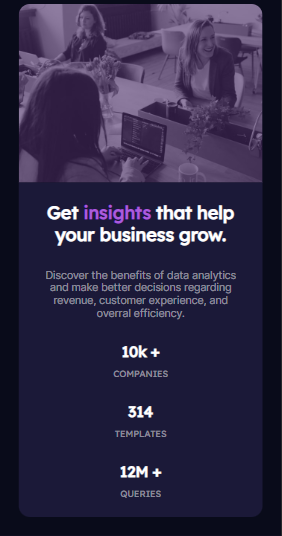 Get insights that help
your business grow.
Discover the benefits of data analytics
and make better decisions regarding
revenue, customer experience, and
overral efficiency.
10k +
COMPANIES
314
TEMPLATES
12M +
QUERIES